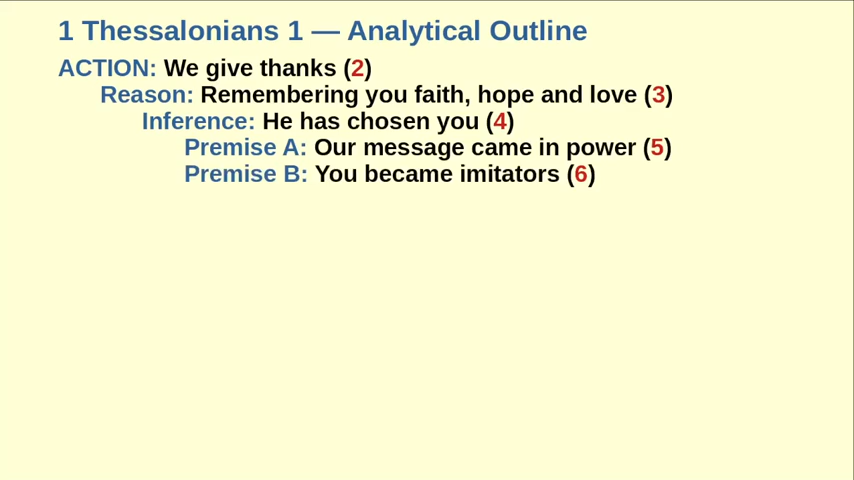 1 Thessalonians 1 — Analytical Outline
ACTION: We give thanks (2)
Reason: Remembering you faith, hope and love (3)
Inference: He has chosen you (4)
Premise A: Our message came in power (5)
Premise B: You became imitators (6)